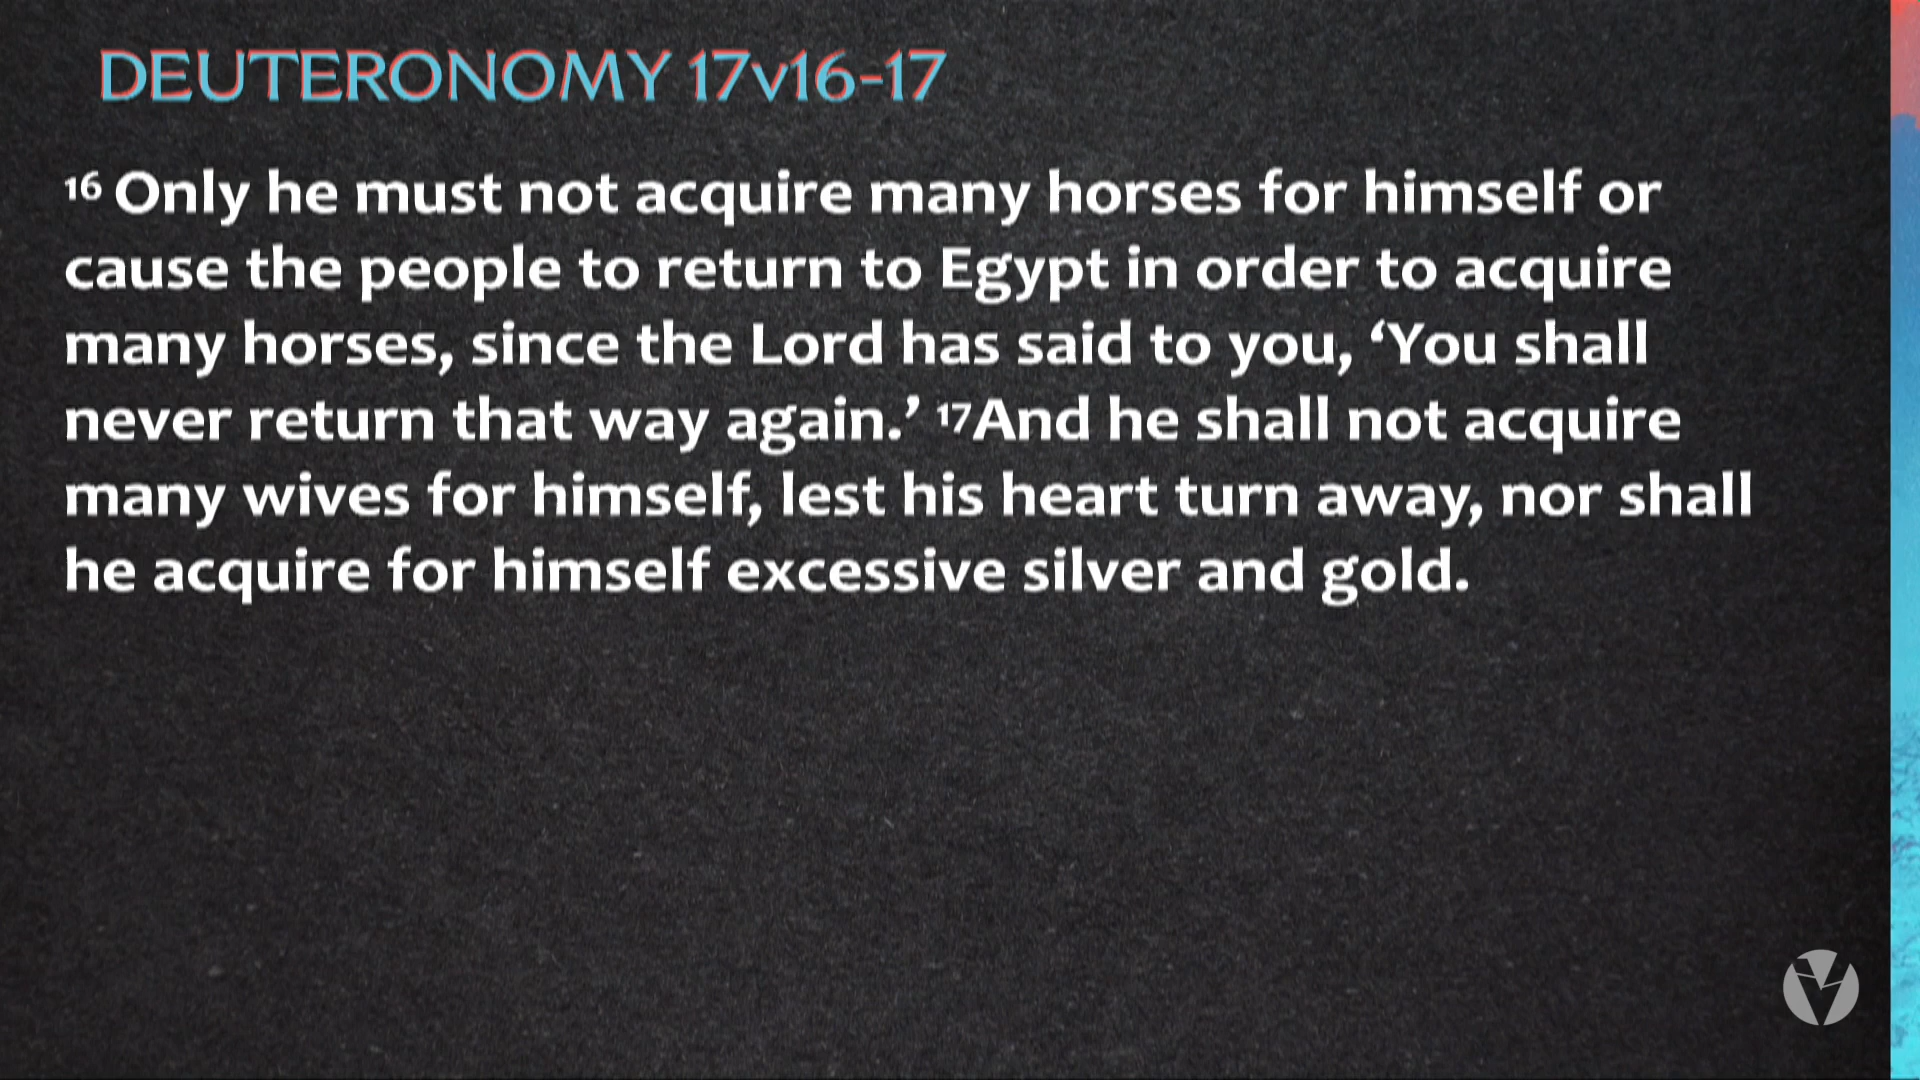 DEUTERONOMY 17v16-17
16 Only he must not acquire many horses for himself or
cause the people to return to Egypt in order to acquire
many horses, since the Lord has said to you, ‘You shall
never return that way again.’ 17And he shall not acquire
many wives for himself, lest his heart turn away, nor shall
he acquire for himself excessive silver and gold.